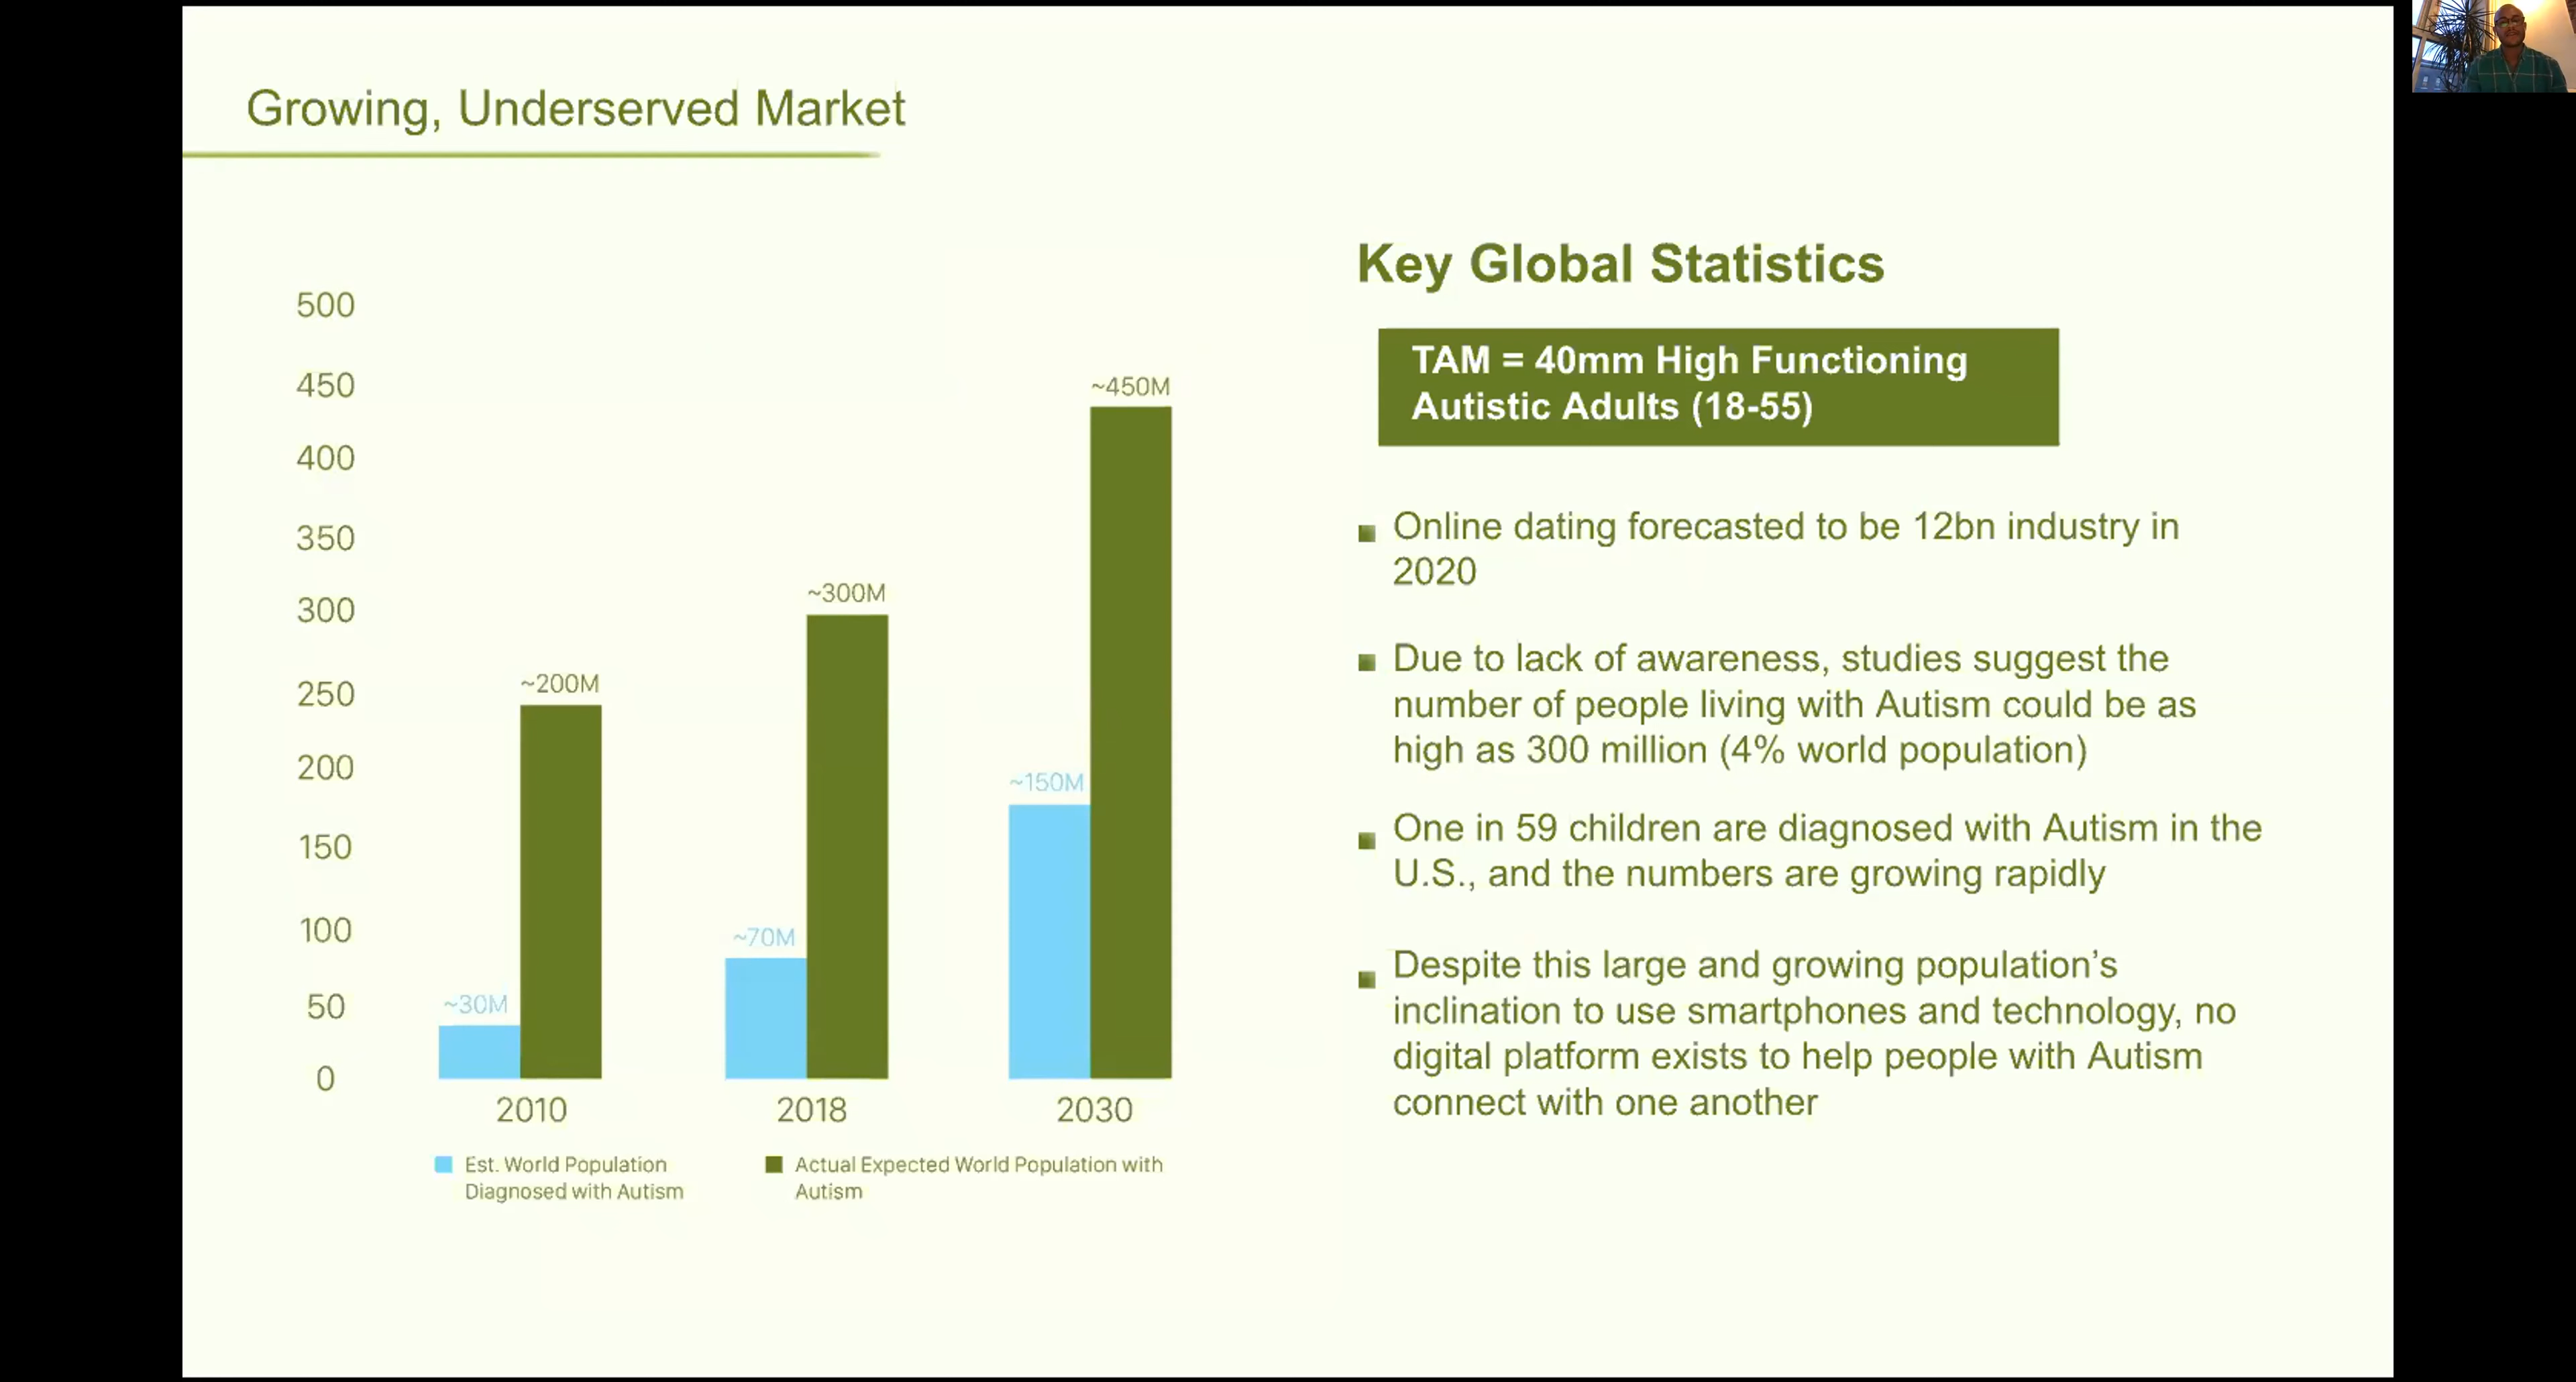 Growing, Underserved Market
500
450
400
350
300
250
200
150
100
50
0
~30M
~200M
~70M
~300M
~150M
~450M
2010
2018
2030
Est. World Population
Diagnosed with Autism
Actual Expected World Population with
Autism
Key Global Statistics
TAM = 40mm High Functioning
Autistic Adults (18-55)
Online dating forecasted to be 12bn industry in
2020
Due to lack of awareness, studies suggest the
number of people living with Autism could be as
high as 300 million (4% world population)
One in 59 children are diagnosed with Autism in the
U.S., and the numbers are growing rapidly
Despite this large and growing population’s
inclination to use smartphones and technology, no
digital platform exists to help people with Autism
connect with one another